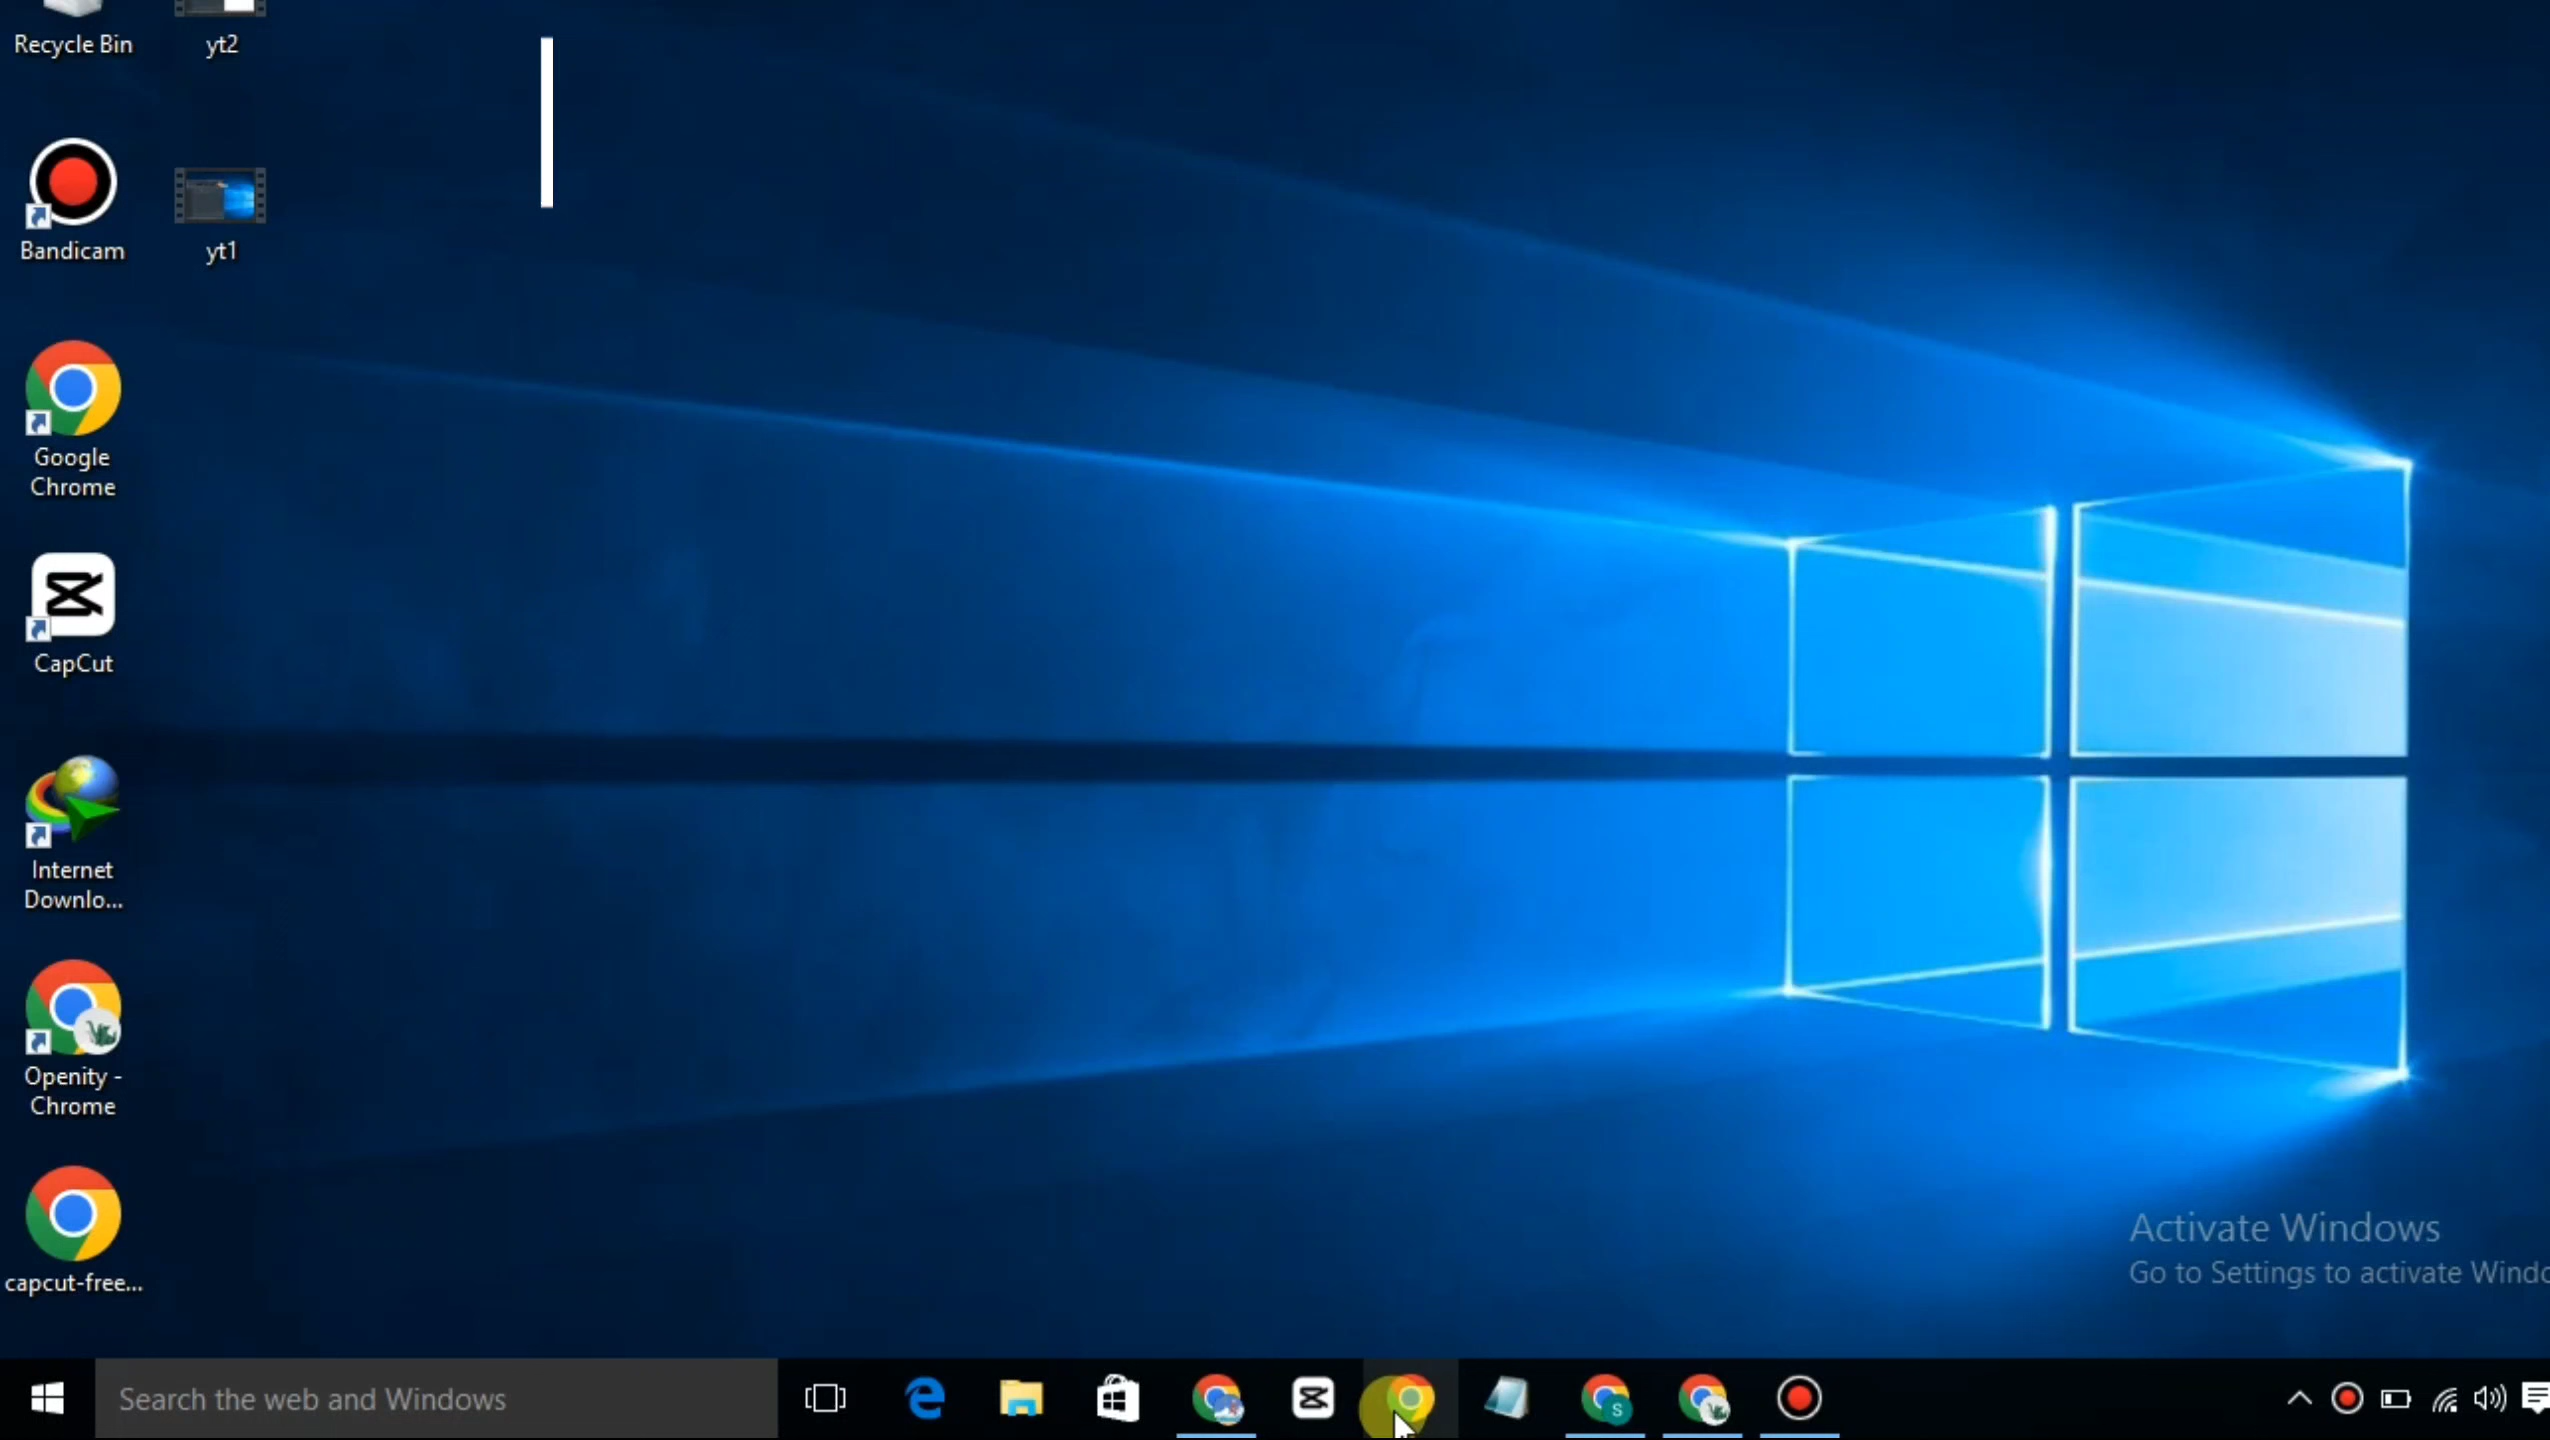 Recycle Bin
yt2
Bandicam
yt1
Google
Chrome
CapCut
Internet
Downlo...
Openity -
Chrome
capcut-free...
Activate Windows
Go to Settings to activate Windo
Search the web and Windows
S